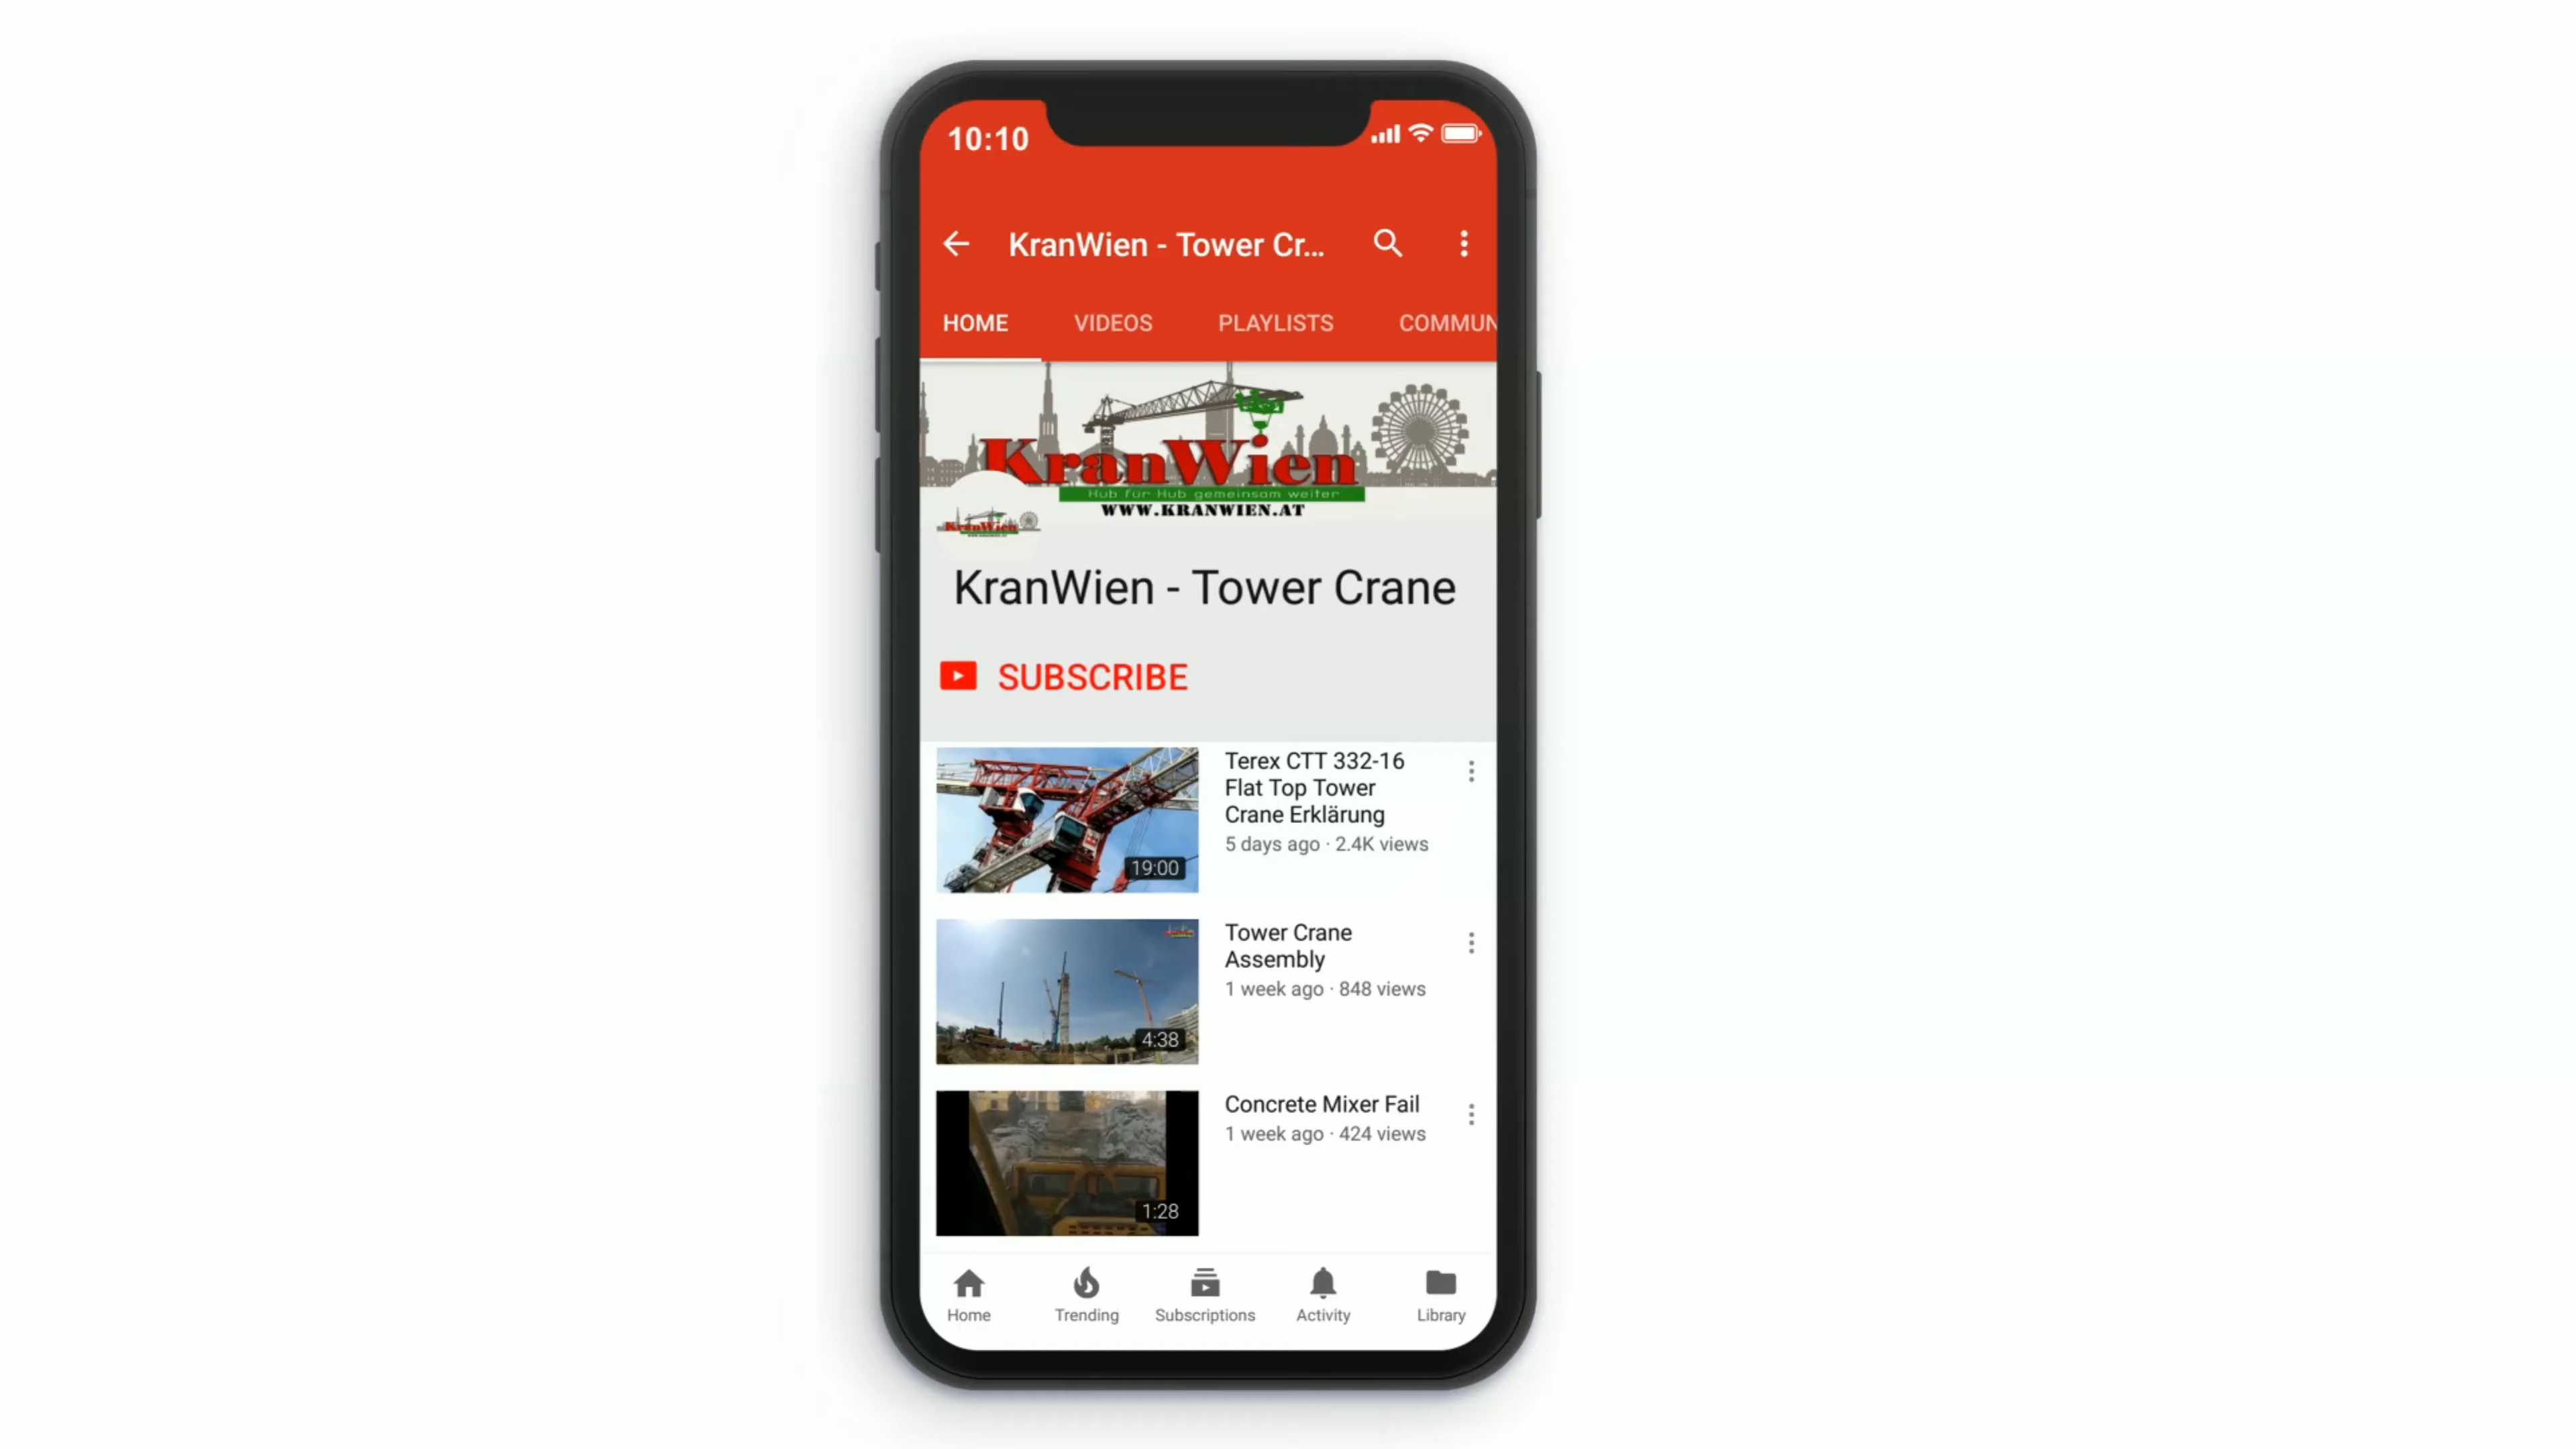 10:10
KranWien - Tower Cr...
HOME VIDEOS PLAYLISTS COMMUN
KranWien
Hub für Hub gemeinsam weiter
WWW.KRANWIEN.AT
KranWien
KranWien - Tower Crane
SUBSCRIBE
Terex CTT 332-16
Flat Top Tower
Crane Erklärung
5 days ago · 2.4K views
19:00
Tower Crane
Assembly
1 week ago · 848 views
4:38
Concrete Mixer Fail
1 week ago · 424 views
1:28
Home Trending Subscriptions Activity Library